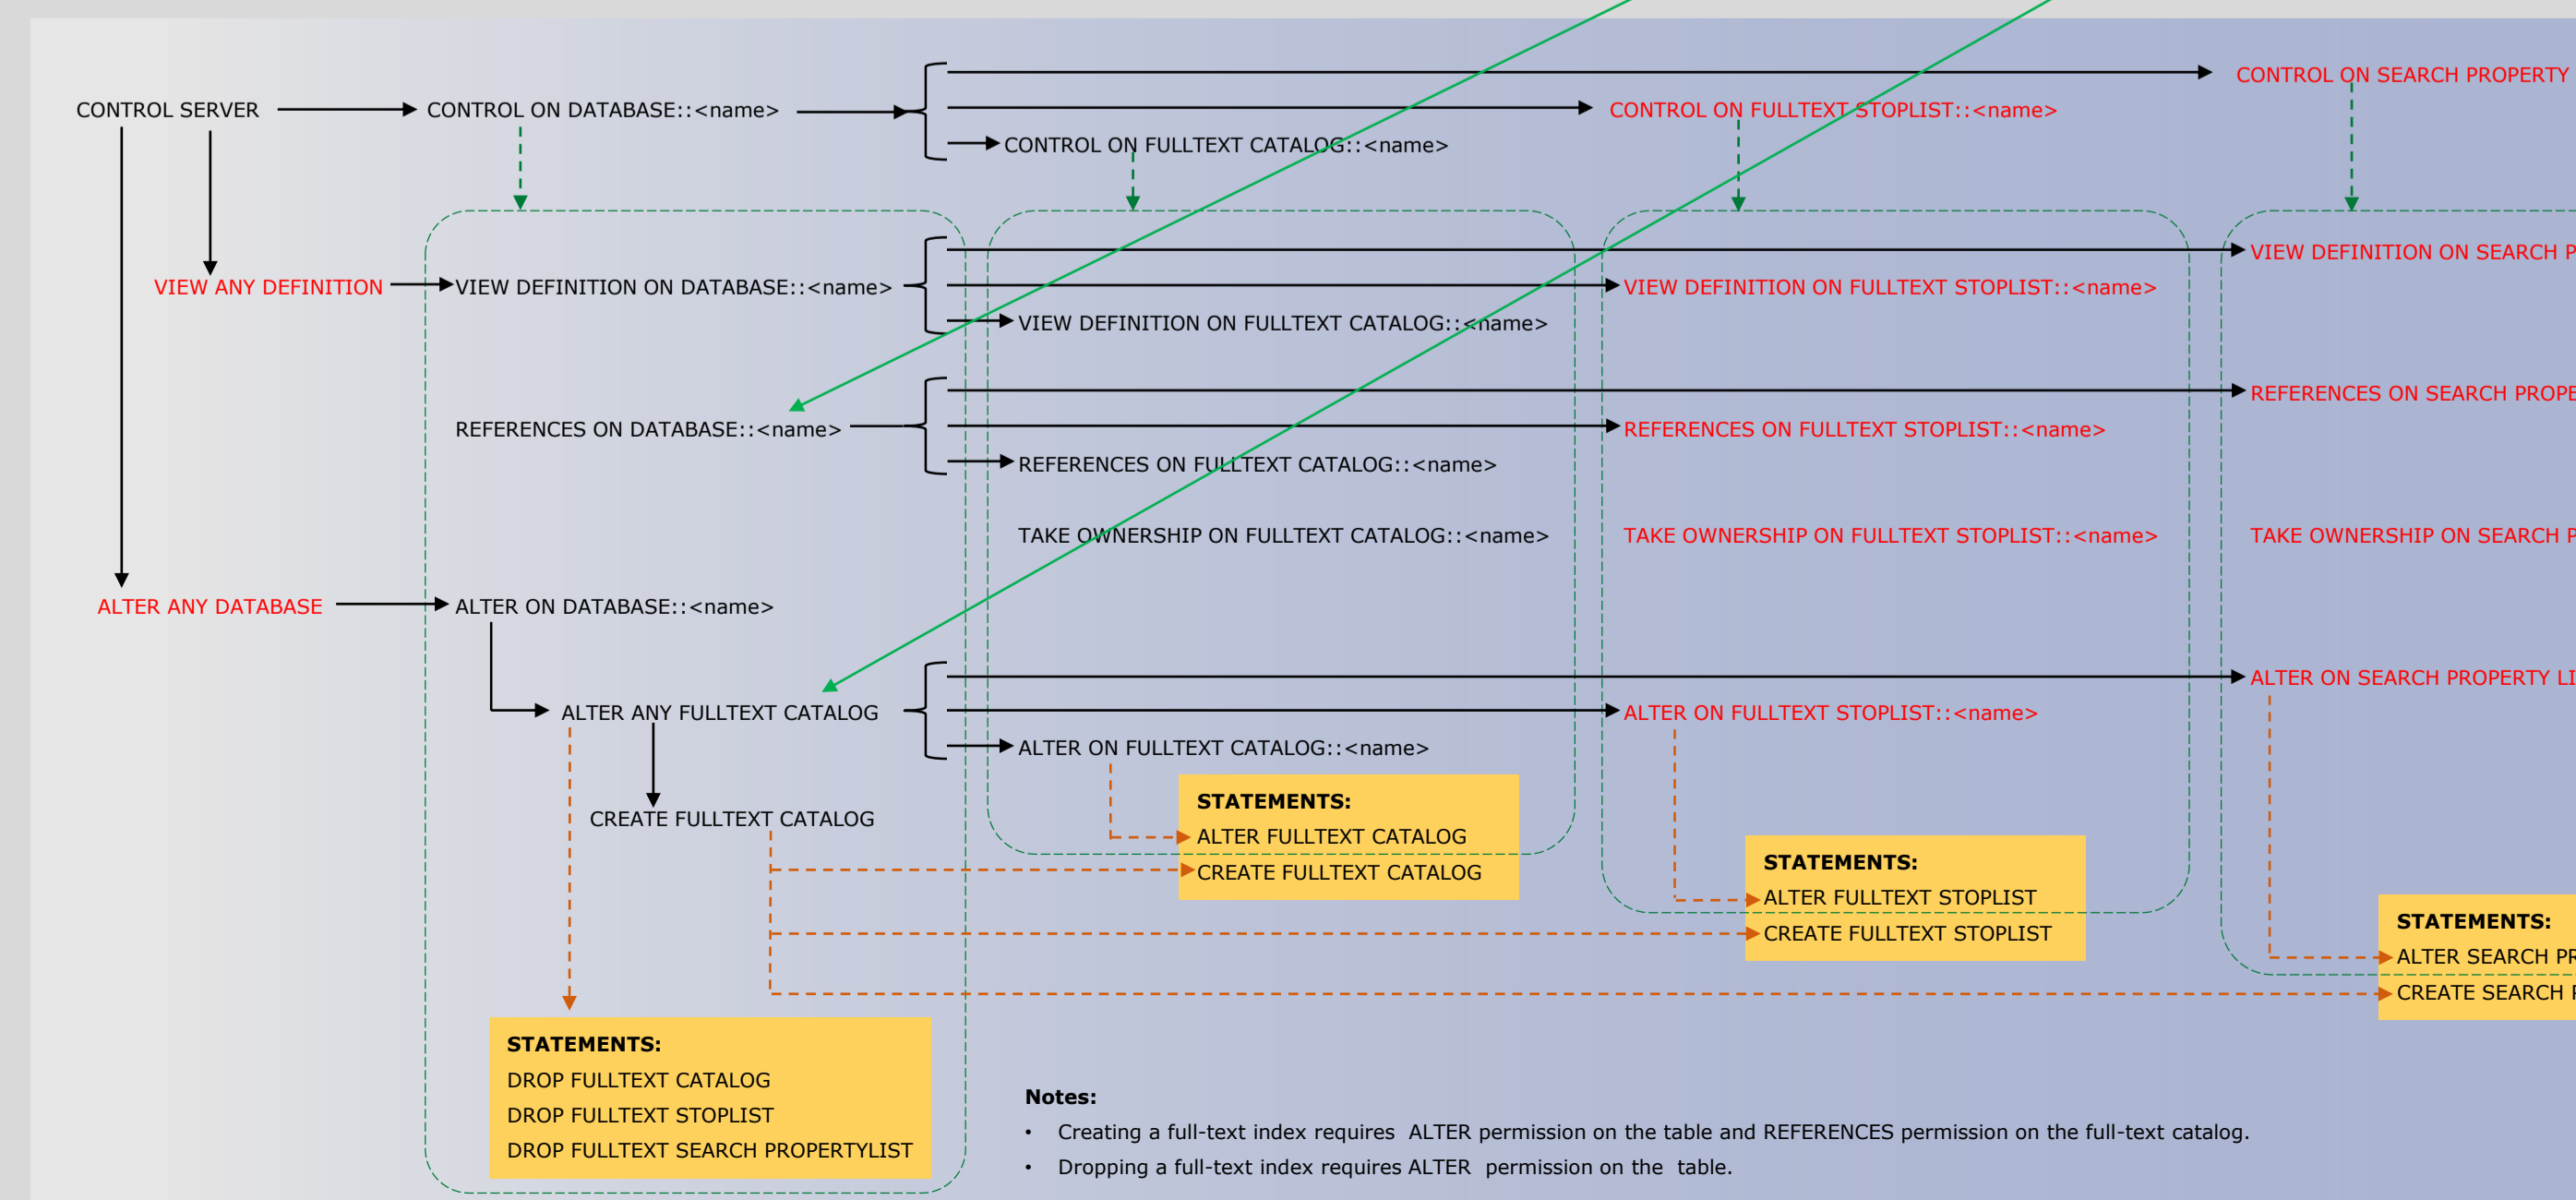 CONTROL ON SEARCH PROPERTY
CONTROL SERVER
CONTROL ON DATABASE::<name>
CONTROL ON FULLTEXT STOPLIST::<name>
CONTROL ON FULLTEXT CATALOG::<name>
VIEW DEFINITION ON SEARCH P
VIEW ANY DEFINITION
VIEW DEFINITION ON DATABASE::<name>
VIEW DEFINITION ON FULLTEXT STOPLIST::<name>
VIEW DEFINITION ON FULLTEXT CATALOG::<name>
REFERENCES ON SEARCH PROPE
REFERENCES ON DATABASE::<name>
REFERENCES ON FULLTEXT STOPLIST::<name>
REFERENCES ON FULLTEXT CATALOG::<name>
TAKE OWNERSHIP ON FULLTEXT CATALOG::<name>
TAKE OWNERSHIP ON FULLTEXT STOPLIST::<name>
TAKE OWNERSHIP ON SEARCH P
ALTER ANY DATABASE
ALTER ON DATABASE::<name>
ALTER ON SEARCH PROPERTY LI
ALTER ANY FULLTEXT CATALOG
ALTER ON FULLTEXT STOPLIST::<name>
ALTER ON FULLTEXT CATALOG::<name>
CREATE FULLTEXT CATALOG
STATEMENTS:
ALTER FULLTEXT CATALOG
CREATE FULLTEXT CATALOG
STATEMENTS:
ALTER FULLTEXT STOPLIST
CREATE FULLTEXT STOPLIST
STATEMENTS:
ALTER SEARCH PR
CREATE SEARCH P
STATEMENTS:
DROP FULLTEXT CATALOG
DROP FULLTEXT STOPLIST
DROP FULLTEXT SEARCH PROPERTYLIST
Notes:
• Creating a full-text index requires ALTER permission on the table and REFERENCES permission on the full-text catalog.
• Dropping a full-text index requires ALTER permission on the table.